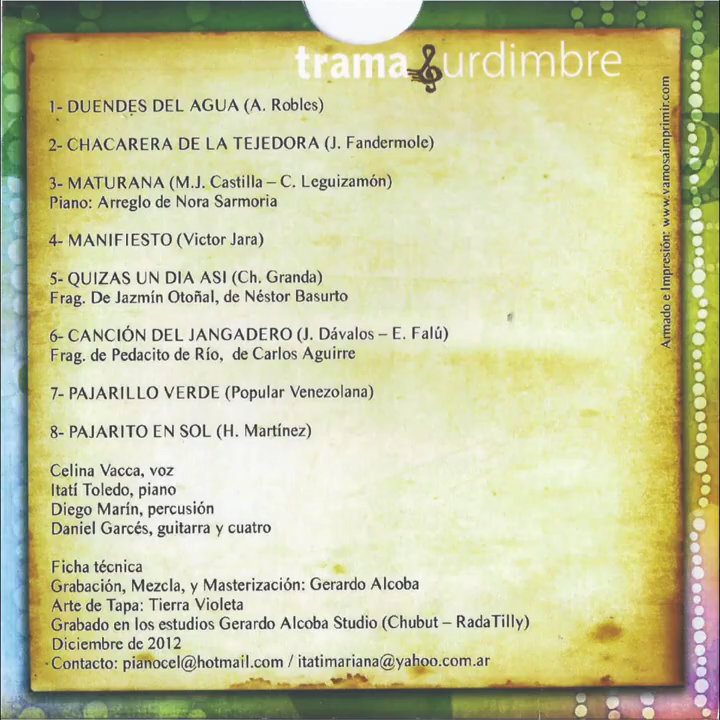 trama urdimbre
1- DUENDES DEL AGUA (A. Robles)
2- CHACARERA DE LA TEJEDORA (J. Fandermole)
3- MATURANA (M.J. Castilla – C. Leguizamón)
Piano: Arreglo de Nora Sarmoria
4- MANIFIESTO (Victor Jara)
5- QUIZAS UN DIA ASI (Ch. Granda)
Frag. De Jazmín Otoñal, de Néstor Basurto
6- CANCIÓN DEL JANGADERO (J. Dávalos – E. Falú)
Frag. de Pedacito de Río, de Carlos Aguirre
7- PAJARILLO VERDE (Popular Venezolana)
8- PAJARITO EN SOL (H. Martínez)
Celina Vacca, voz
Itatí Toledo, piano
Diego Marín, percusión
Daniel Garcés, guitarra y cuatro
Ficha técnica
Grabación, Mezcla, y Masterización: Gerardo Alcoba
Arte de Tapa: Tierra Violeta
Grabado en los estudios Gerardo Alcoba Studio (Chubut – RadaTilly)
Diciembre de 2012
Contacto: pianocel@hotmail.com / itatimariana@yahoo.com.ar
Armado e Impresión: www.vamosaimprimir.com